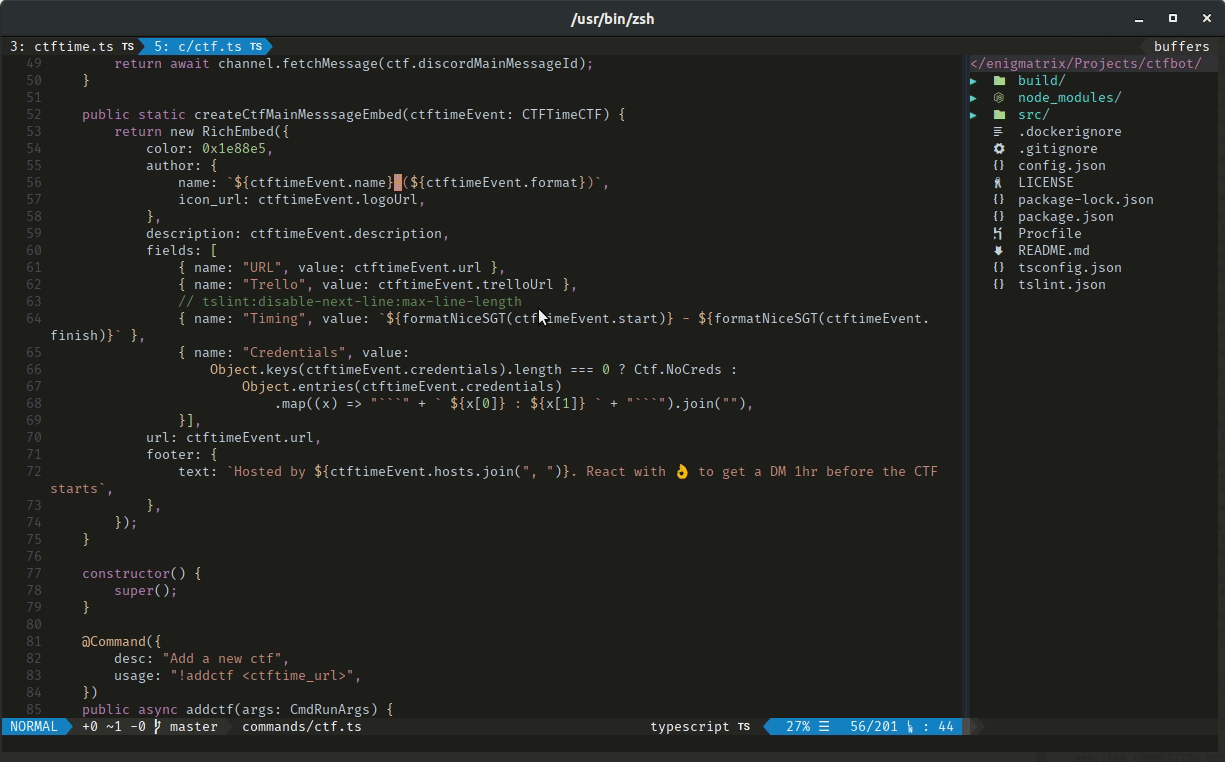 /usr/bin/zsh
3: ctftime.ts TS 5: c/ctf.ts TS buffers
49 return await channel.fetchMessage(ctf.discordMainMessageId);
50 }
51
52 public static createCtfMainMesssageEmbed(ctftimeEvent: CTFTimeCTF) {
53 return new RichEmbed({
54 color: 0x1e88e5,
55 author: {
56 name: `${ctftimeEvent.name} (${ctftimeEvent.format})`,
57 icon_url: ctftimeEvent.logoUrl,
58 },
59 description: ctftimeEvent.description,
60 fields: [
61 { name: "URL", value: ctftimeEvent.url },
62 { name: "Trello", value: ctftimeEvent.trelloUrl },
63 // tslint:disable-next-line:max-line-length
64 { name: "Timing", value: `${formatNiceSGT(ctftimeEvent.start)} - ${formatNiceSGT(ctftimeEvent.
finish)}` },
65 { name: "Credentials", value:
66 Object.keys(ctftimeEvent.credentials).length === 0 ? Ctf.NoCreds :
67 Object.entries(ctftimeEvent.credentials)
68 .map((x) => "```" + ` ${x[0]} : ${x[1]} ` + "```").join(""),
69 }],
70 url: ctftimeEvent.url,
71 footer: {
72 text: `Hosted by ${ctftimeEvent.hosts.join(", ")}. React with 👌 to get a DM 1hr before the CTF
starts`,
73 },
74 });
75 }
76
77 constructor() {
78 super();
79 }
80
81 @Command({
82 desc: "Add a new ctf",
83 usage: "!addctf <ctftime_url>",
84 })
85 public async addctf(args: CmdRunArgs) {
NORMAL +0 ~1 -0 master commands/ctf.ts typescript TS 27% ☰ 56/201 : 44
</enigmatrix/Projects/ctfbot/
▸ build/
▸ node_modules/
▸ src/
.dockerignore
.gitignore
{} config.json
LICENSE
{} package-lock.json
{} package.json
Procfile
README.md
{} tsconfig.json
{} tslint.json